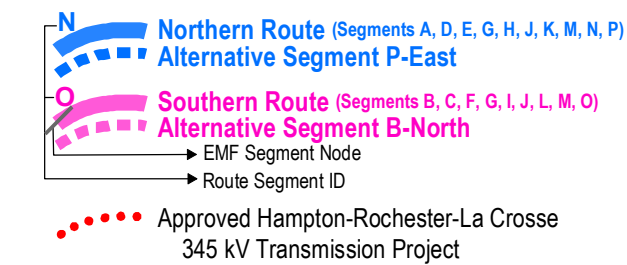 N
Northern Route (Segments A, D, E, G, H, J, K, M, N, P)
Alternative Segment P-East
O
Southern Route (Segments B, C, F, G, I, J, L, M, O)
Alternative Segment B-North
EMF Segment Node
Route Segment ID
Approved Hampton-Rochester-La Crosse
345 kV Transmission Project